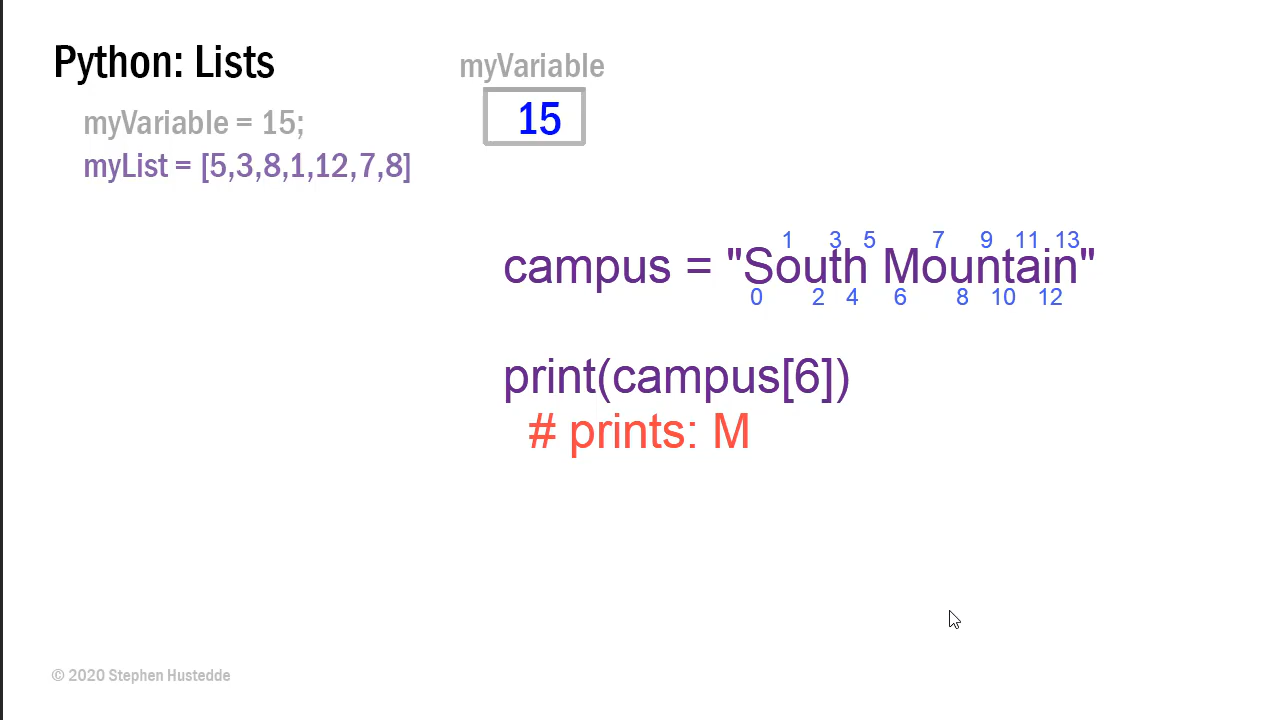 Python: Lists
myVariable
myVariable = 15;
15
myList = [5,3,8,1,12,7,8]
1 3 5 7 9 11 13
campus = "South Mountain"
0 2 4 6 8 10 12
print(campus[6])
# prints: M
© 2020 Stephen Hustedde